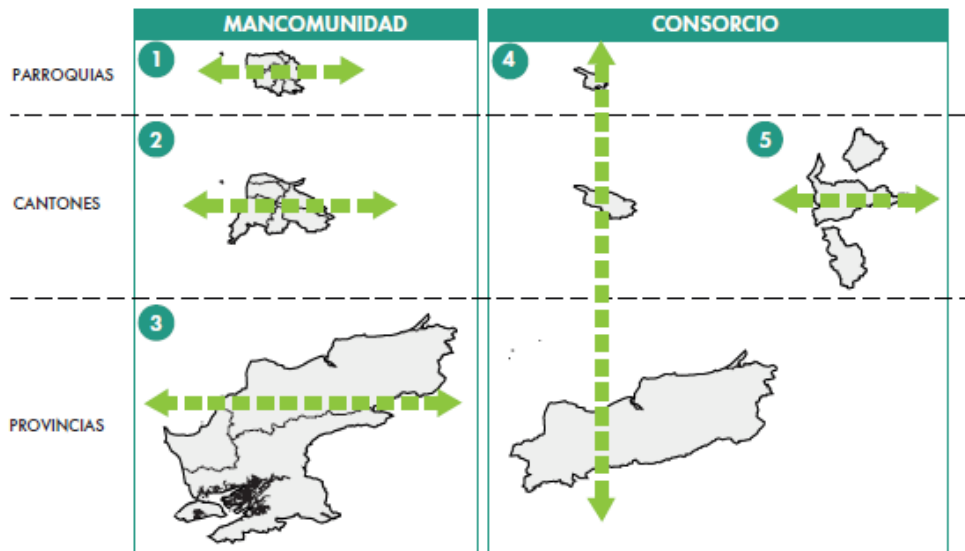 MANCOMUNIDAD
CONSORCIO
PARROQUIAS
1
4
CANTONES
2
5
PROVINCIAS
3